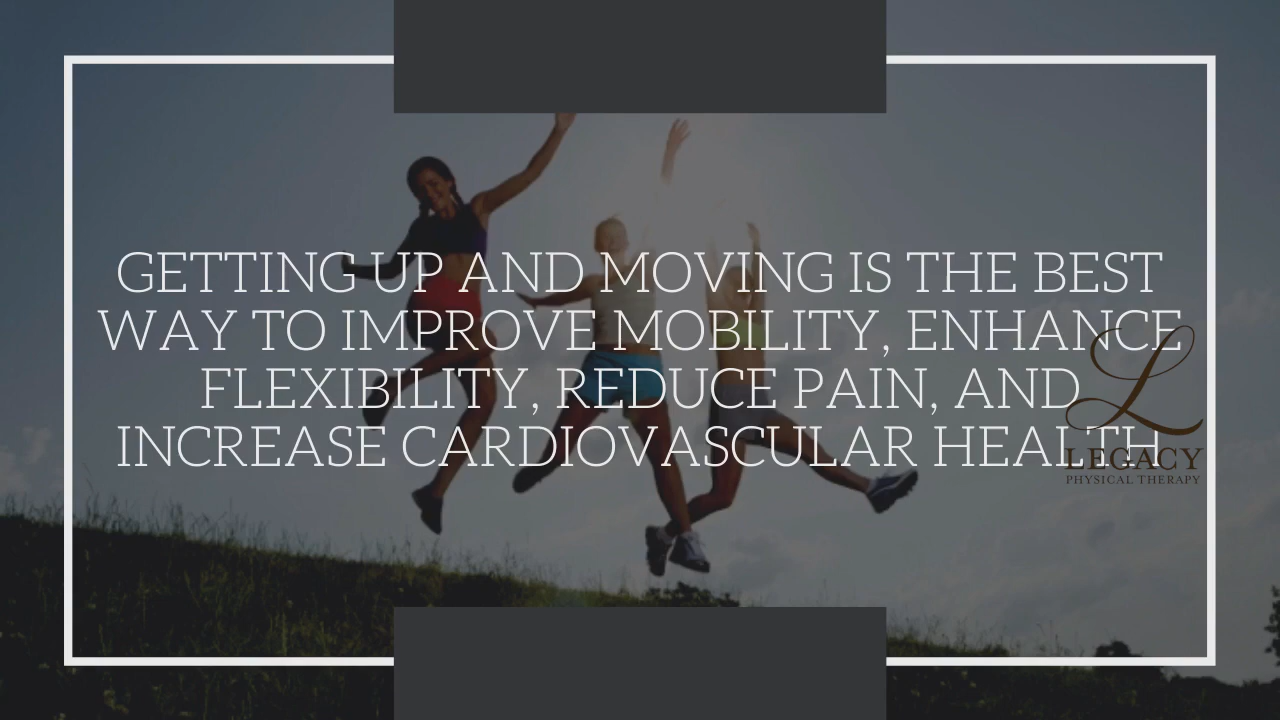 GETTING UP AND MOVING IS THE BEST
WAY TO IMPROVE MOBILITY, ENHANCE
FLEXIBILITY, REDUCE PAIN, AND
INCREASE CARDIOVASCULAR HEALTH
L
LEGACY
PHYSICAL THERAPY